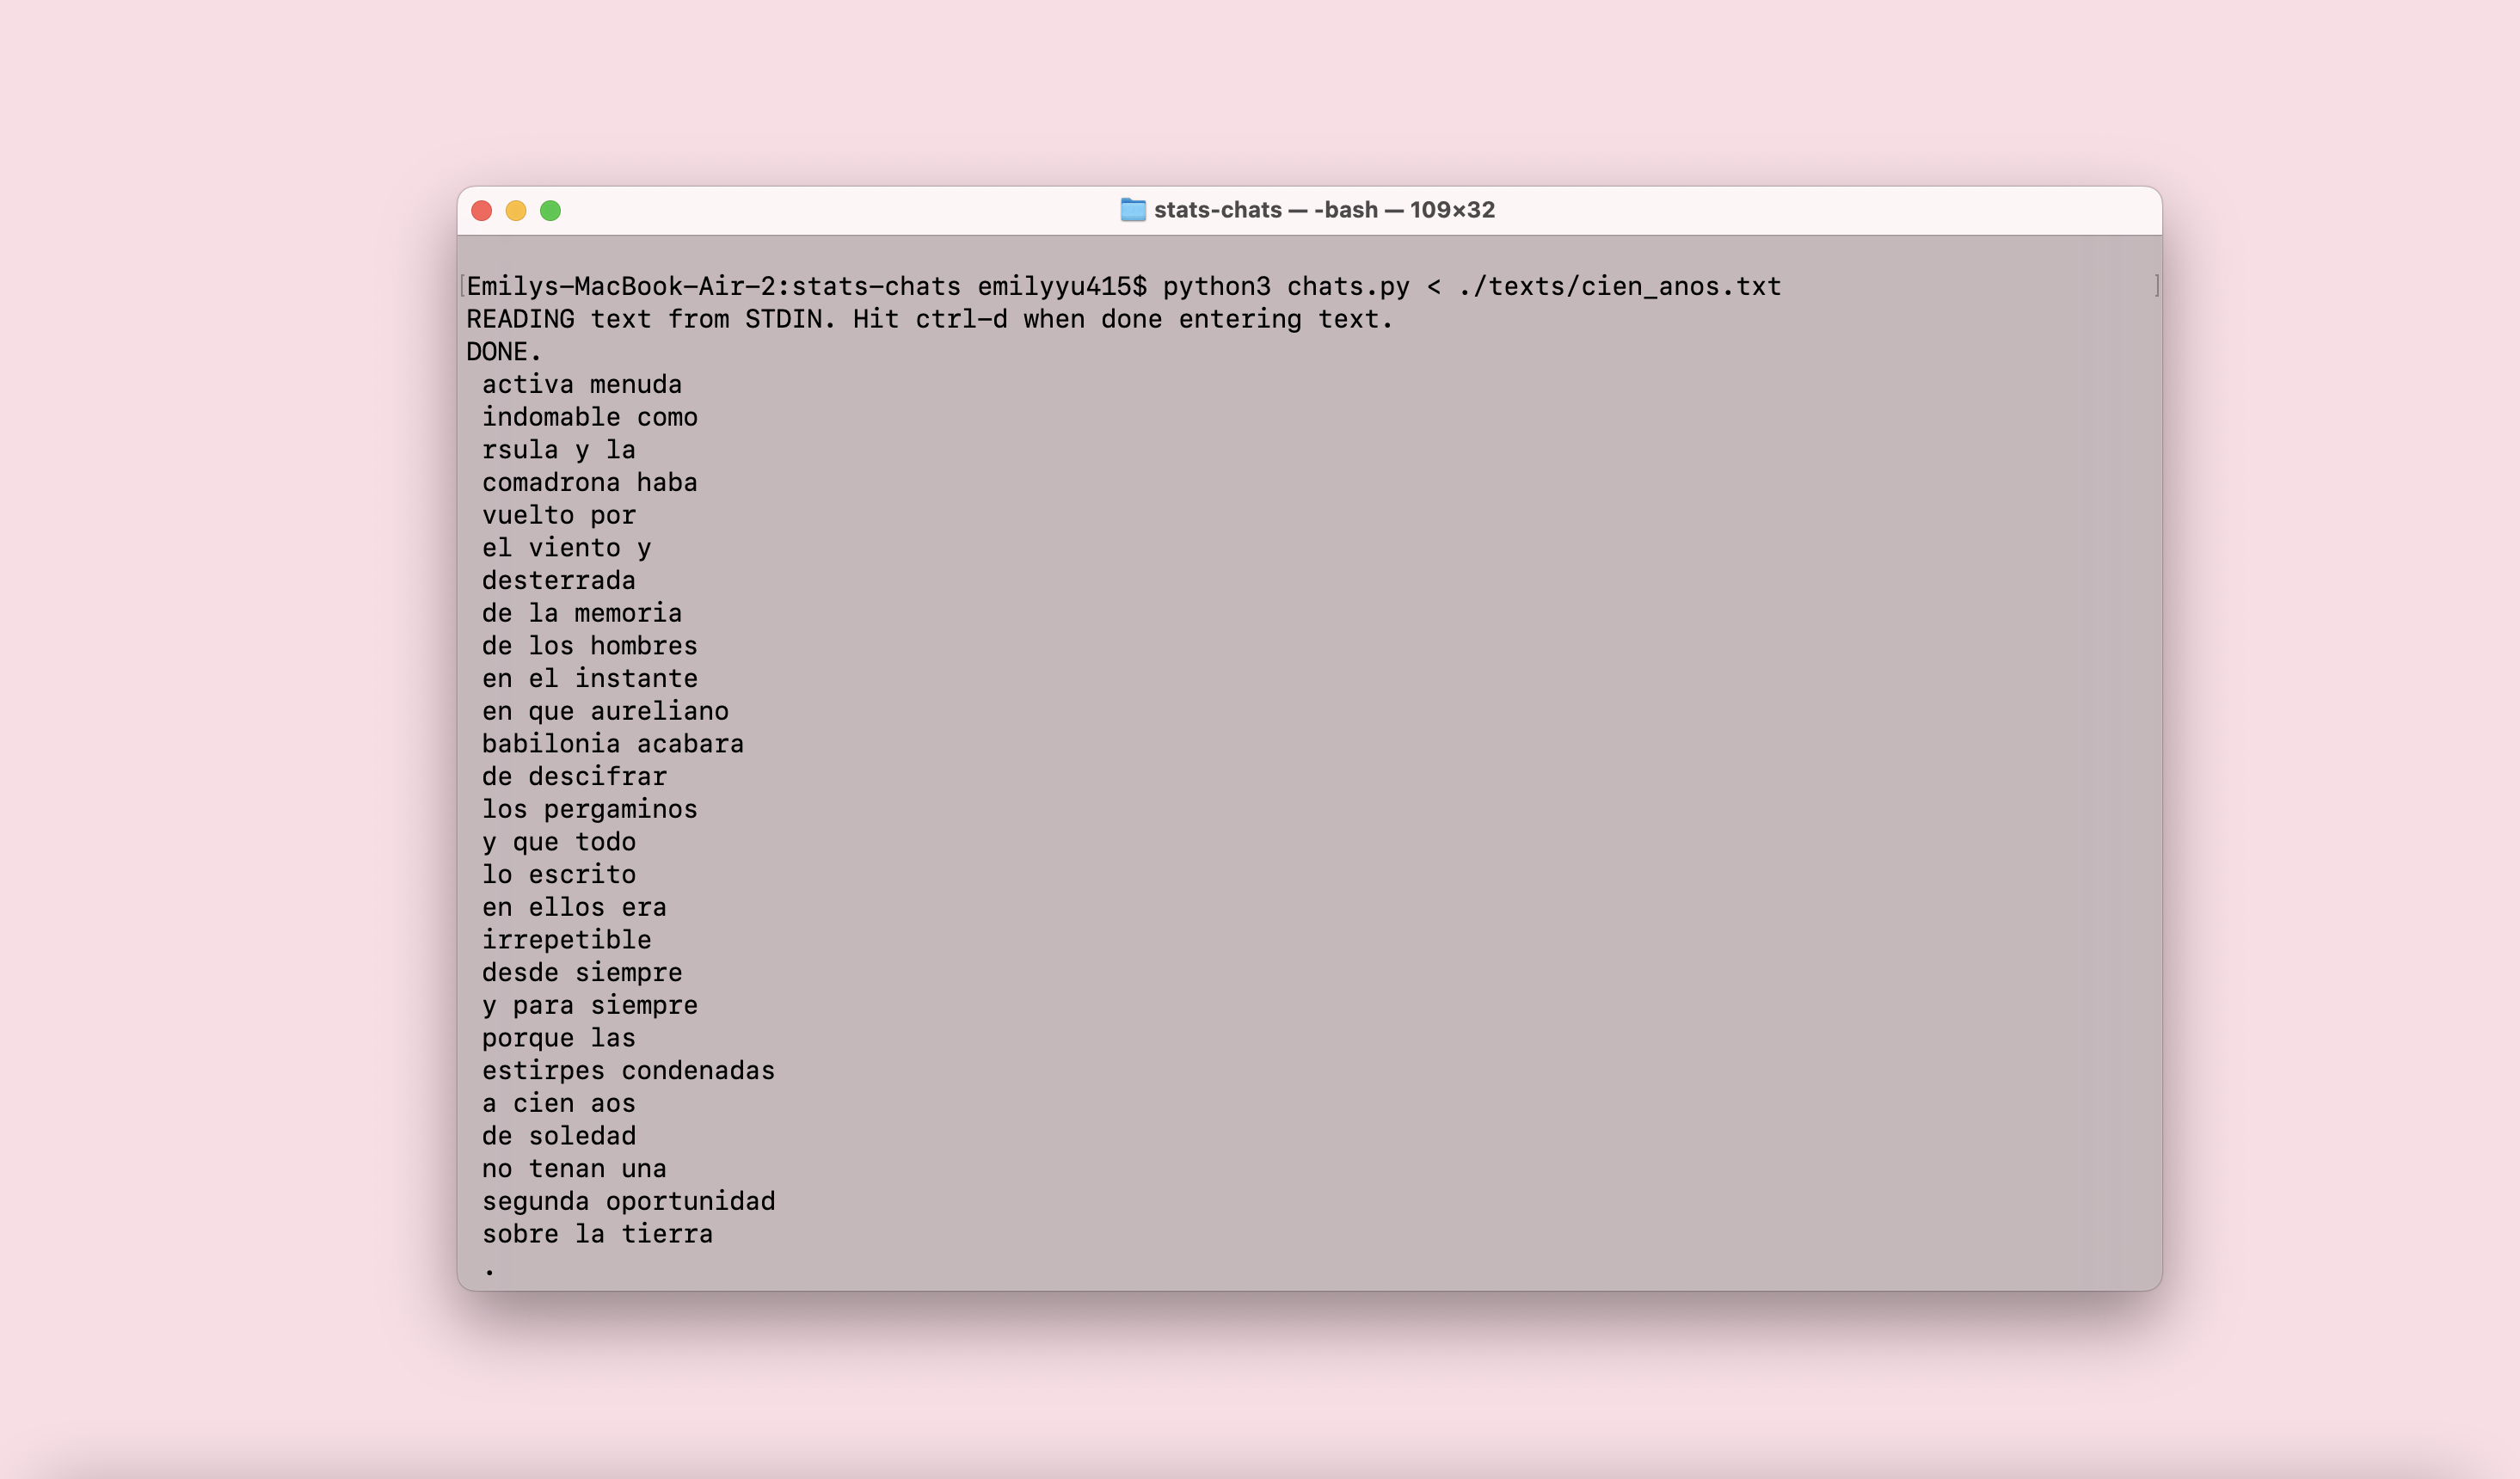 stats-chats — -bash — 109×32
Emilys-MacBook-Air-2:stats-chats emilyyu415$ python3 chats.py < ./texts/cien_anos.txt
READING text from STDIN. Hit ctrl-d when done entering text.
DONE.
activa menuda
indomable como
rsula y la
comadrona haba
vuelto por
el viento y
desterrada
de la memoria
de los hombres
en el instante
en que aureliano
babilonia acabara
de descifrar
los pergaminos
y que todo
lo escrito
en ellos era
irrepetible
desde siempre
y para siempre
porque las
estirpes condenadas
a cien aos
de soledad
no tenan una
segunda oportunidad
sobre la tierra
.